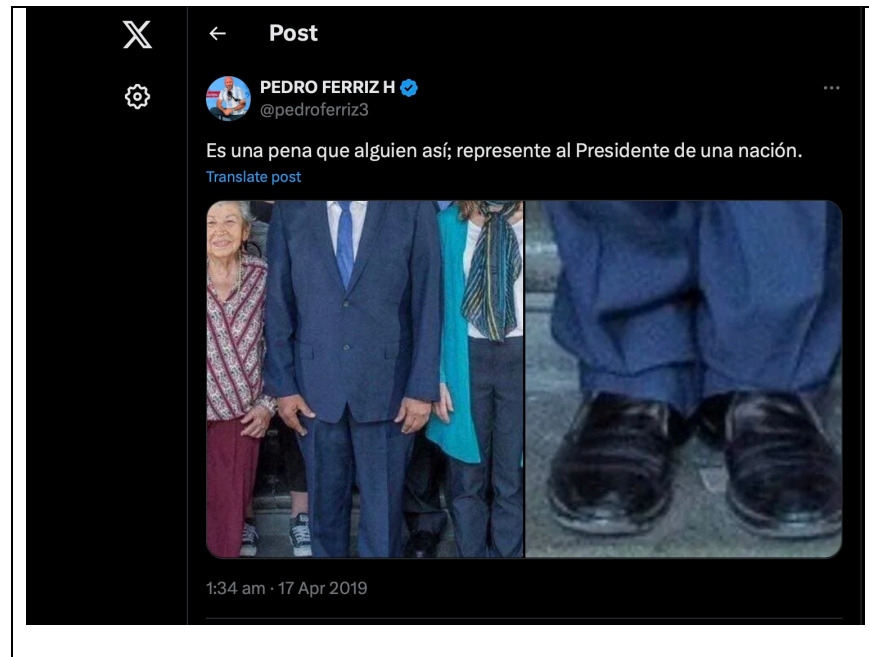 Post
PEDRO FERRIZ H
@pedroferriz3
Es una pena que alguien así; represente al Presidente de una nación.
Translate post
1:34 am · 17 Apr 2019